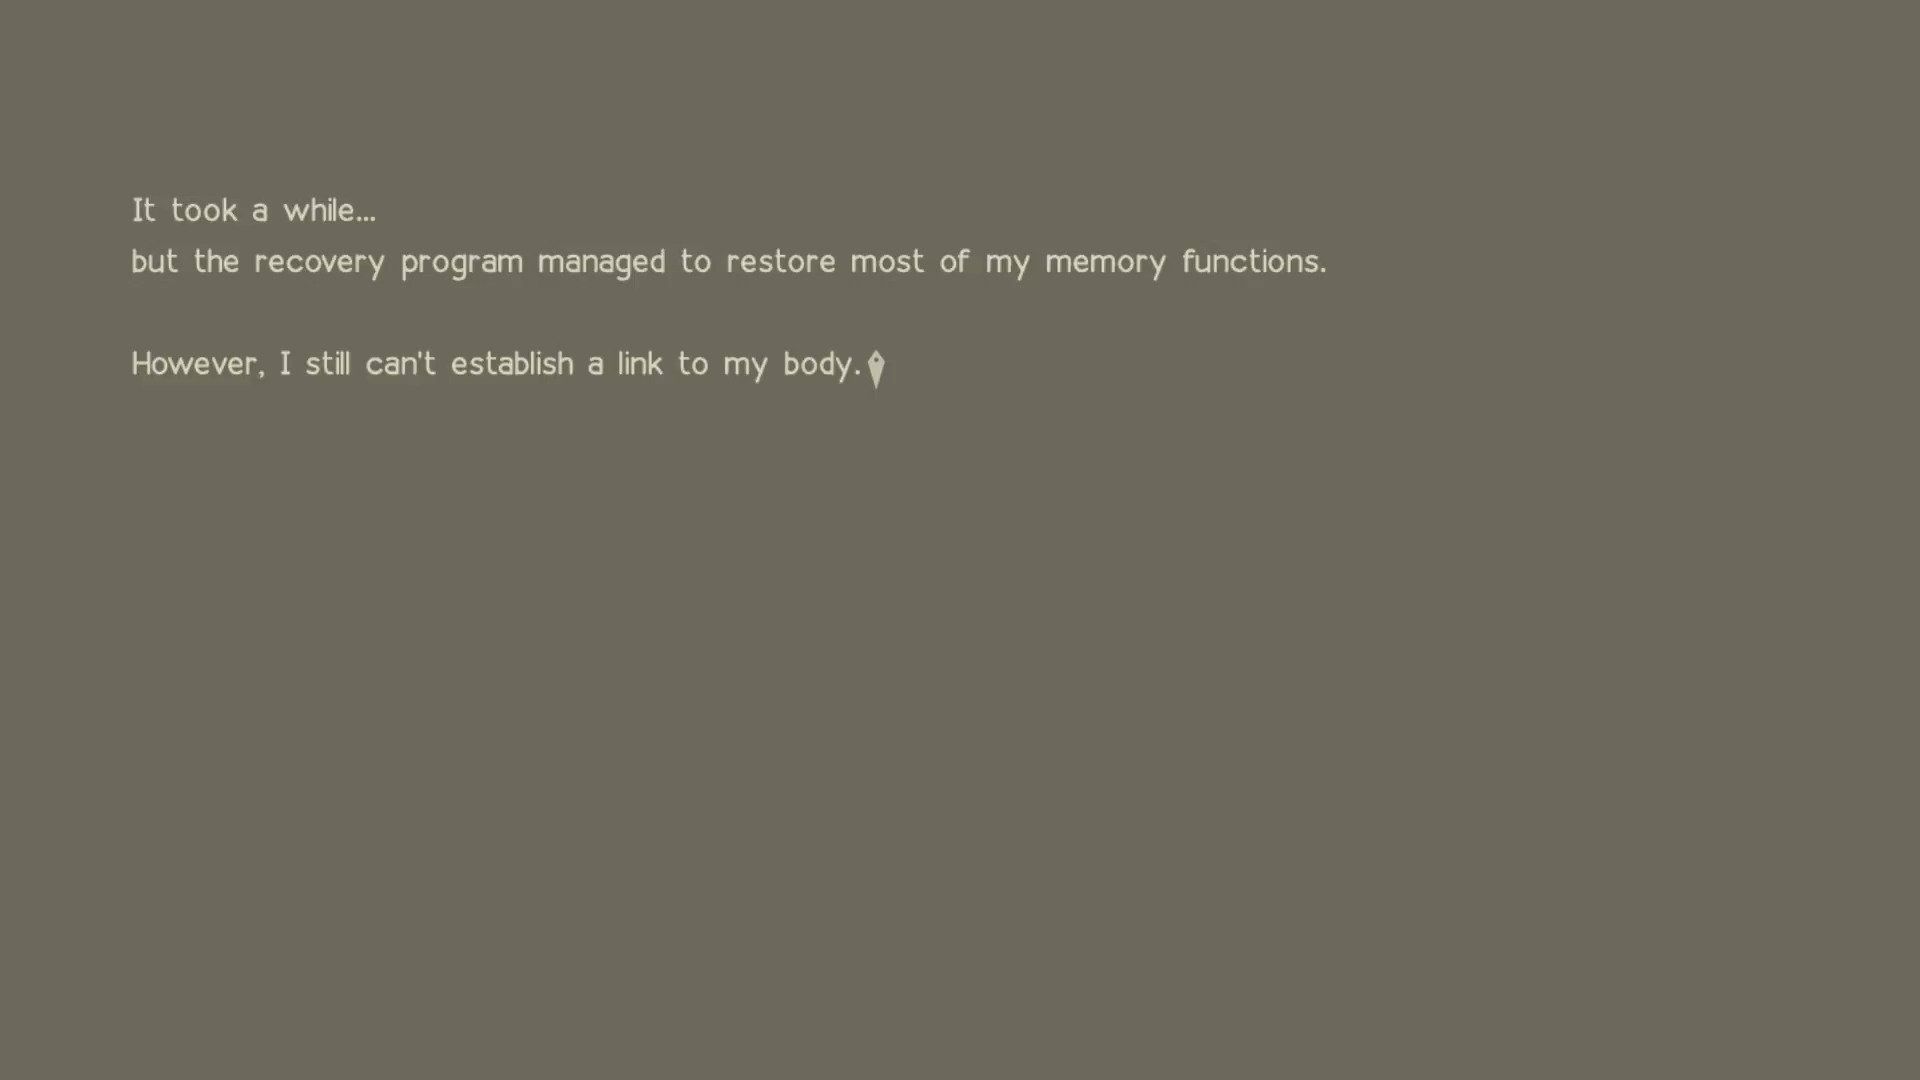 It took a while...
but the recovery program managed to restore most of my memory functions.
However, I still can't establish a link to my body.